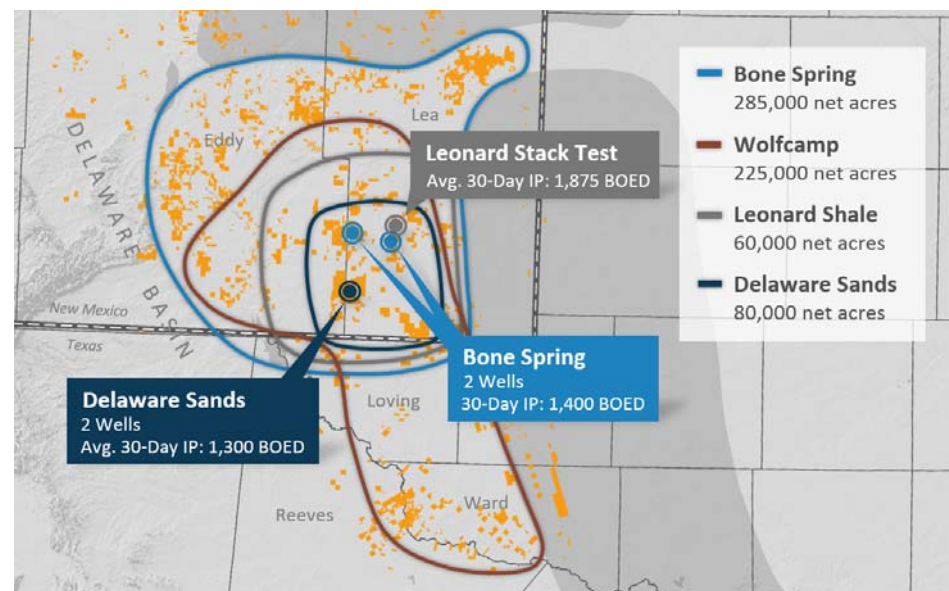 Bone Spring
285,000 net acres
Wolfcamp
225,000 net acres
Leonard Shale
60,000 net acres
Delaware Sands
80,000 net acres
Lea
Eddy
DELAWARE BASIN
Leonard Stack Test
Avg. 30-Day IP: 1,875 BOED
New Mexico
Texas
Bone Spring
2 Wells
30-Day IP: 1,400 BOED
Delaware Sands
2 Wells
Avg. 30-Day IP: 1,300 BOED
Loving
Reeves
Ward